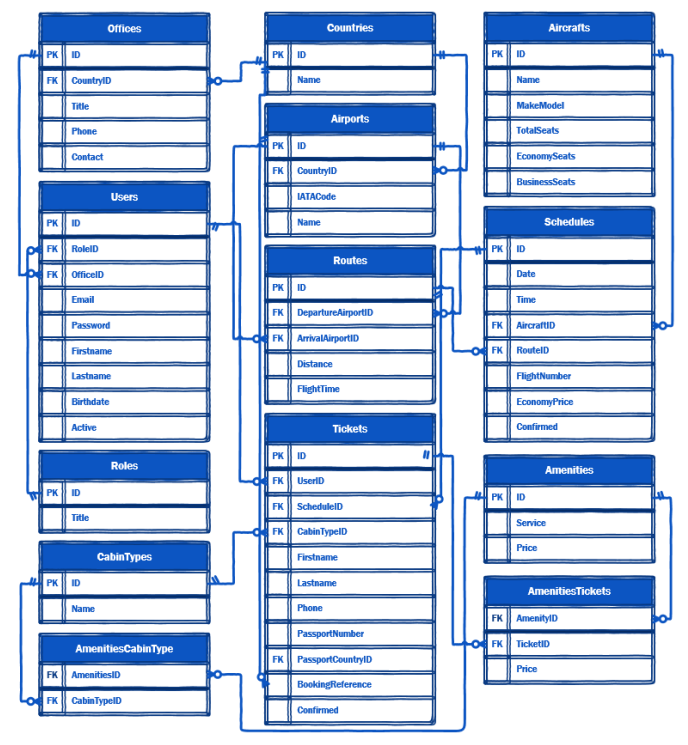 Offices
PK ID
FK CountryID
Title
Phone
Contact
Users
PK ID
FK RoleID
FK OfficeID
Email
Password
Firstname
Lastname
Birthdate
Active
Roles
PK ID
Title
CabinTypes
PK ID
Name
AmenitiesCabinType
FK AmenitiesID
FK CabinTypeID
Countries
PK ID
Name
Airports
PK ID
FK CountryID
IATACode
Name
Routes
PK ID
FK DepartureAirportID
FK ArrivalAirportID
Distance
FlightTime
Tickets
PK ID
FK UserID
FK ScheduleID
FK CabinTypeID
Firstname
Lastname
Phone
PassportNumber
FK PassportCountryID
BookingReference
Confirmed
Aircrafts
PK ID
Name
MakeModel
TotalSeats
EconomySeats
BusinessSeats
Schedules
PK ID
Date
Time
FK AircraftID
FK RouteID
FlightNumber
EconomyPrice
Confirmed
Amenities
PK ID
Service
Price
AmenitiesTickets
FK AmenityID
FK TicketID
Price